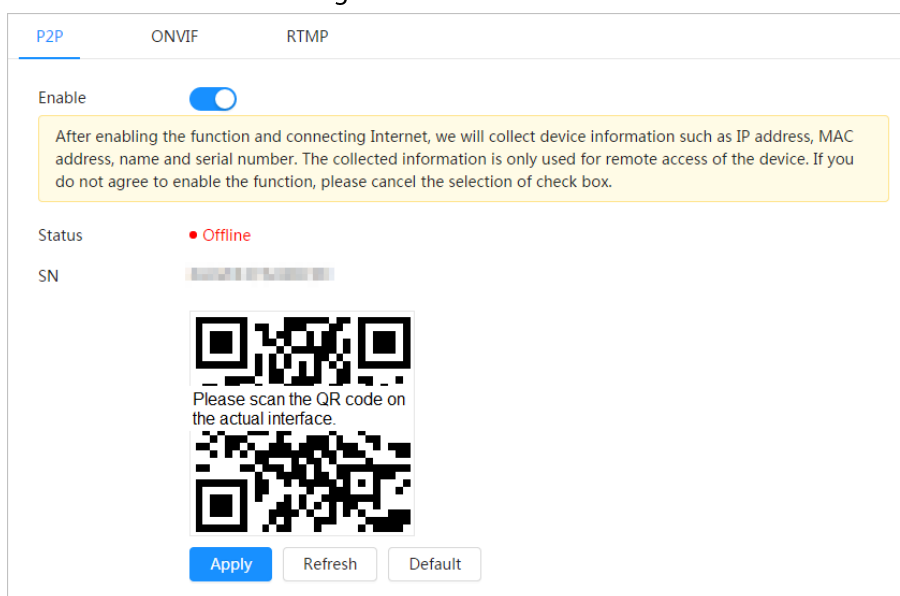 P2P ONVIF RTMP
Enable
After enabling the function and connecting Internet, we will collect device information such as IP address, MAC
address, name and serial number. The collected information is only used for remote access of the device. If you
do not agree to enable the function, please cancel the selection of check box.
Status Offline
SN
Please scan the QR code on
the actual interface.
Apply Refresh Default